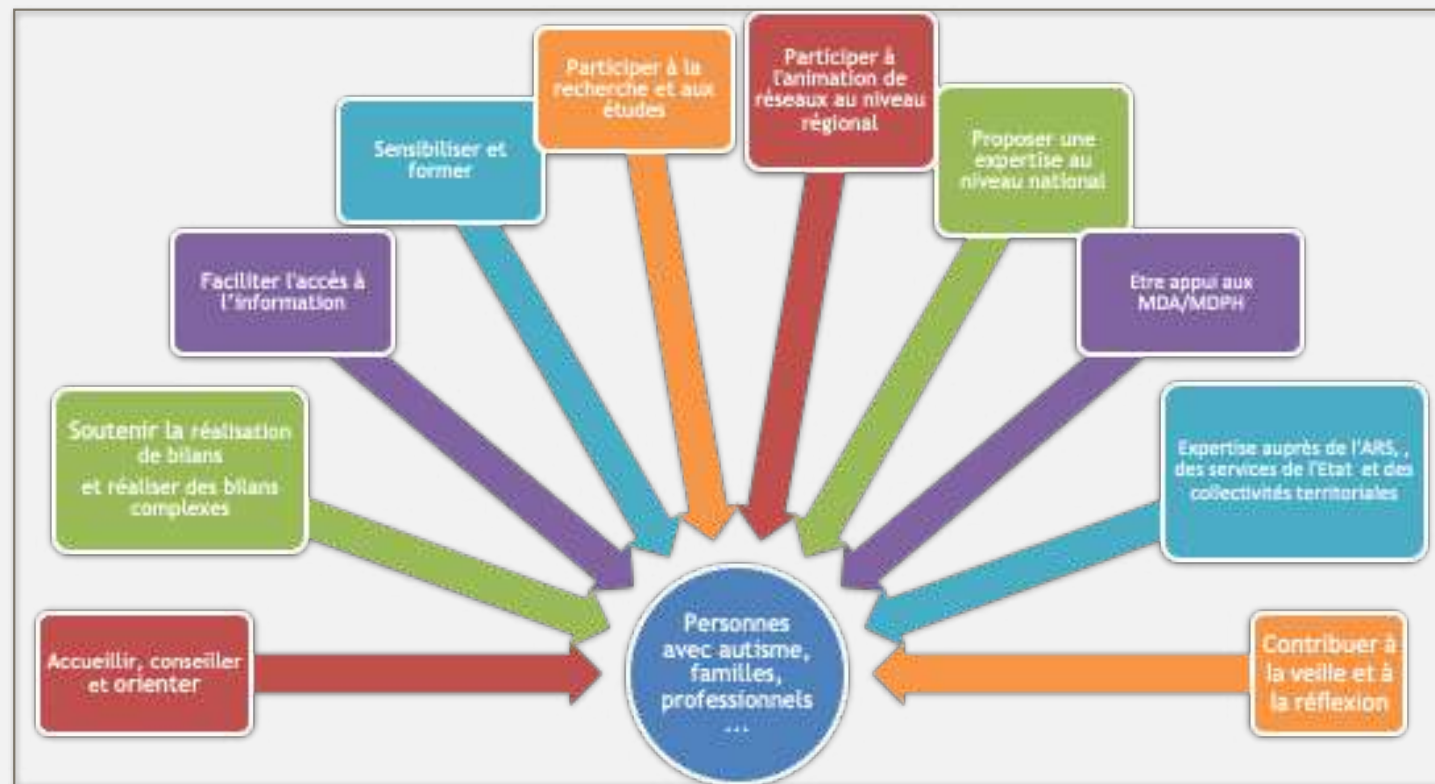 Accueillir, conseiller
et orienter
Soutenir la réalisation
de bilans
et réaliser des bilans
complexes
Faciliter l'accès à
l'information
Sensibiliser et
former
Participer à la
recherche et aux
études
Participer à
l'animation de
réseaux au niveau
régional
Proposer une
expertise au
niveau national
Etre appui aux
MDA/MDPH
Expertise auprès de l'ARS, ,
des services de l'Etat et des
collectivités territoriales
Contribuer à
la veille et à
la réflexion
Personnes
avec autisme,
familles,
professionnels
...